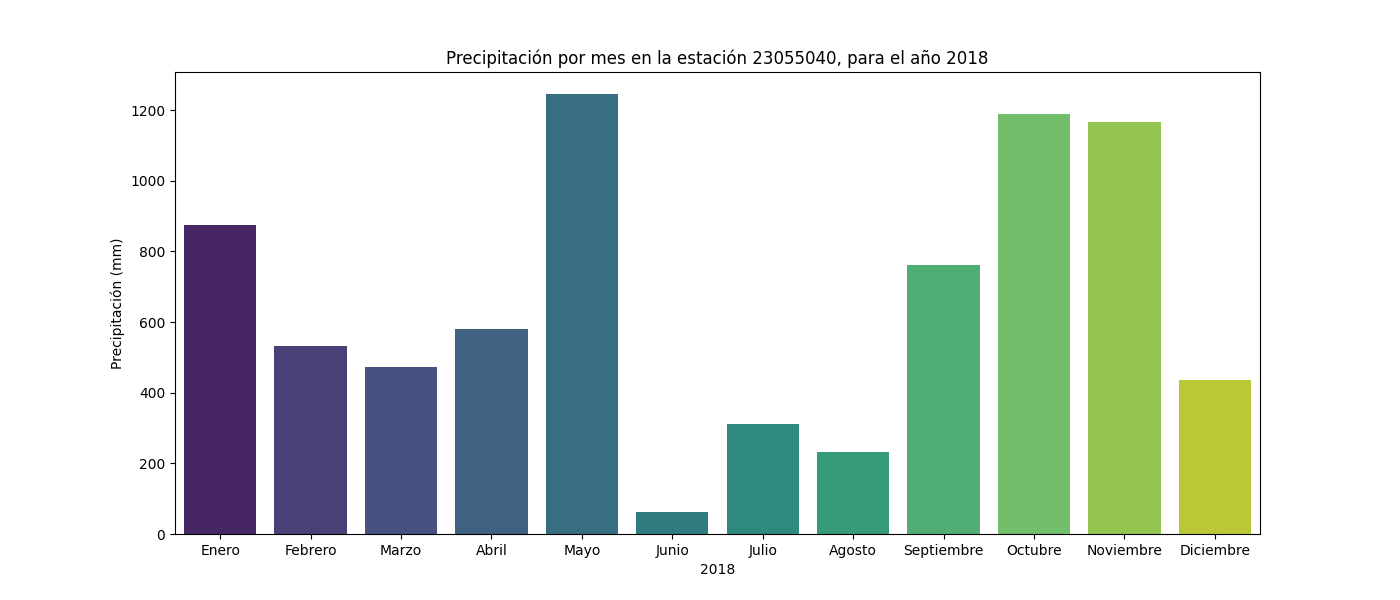 Precipitación por mes en la estación 23055040, para el año 2018
Precipitación (mm)
1200
1000
800
600
400
200
0
Enero Febrero Marzo Abril Mayo Junio Julio Agosto Septiembre Octubre Noviembre Diciembre
2018